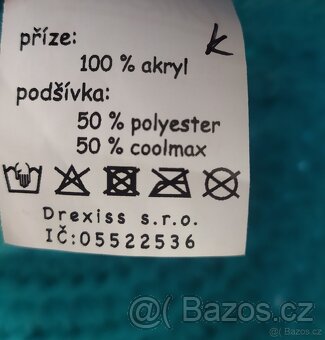 příze:
K
100 % akryl
podšívka:
50 % polyester
50 % coolmax
Drexiss s.r.o.
IČ:05522536
Bazos.cz